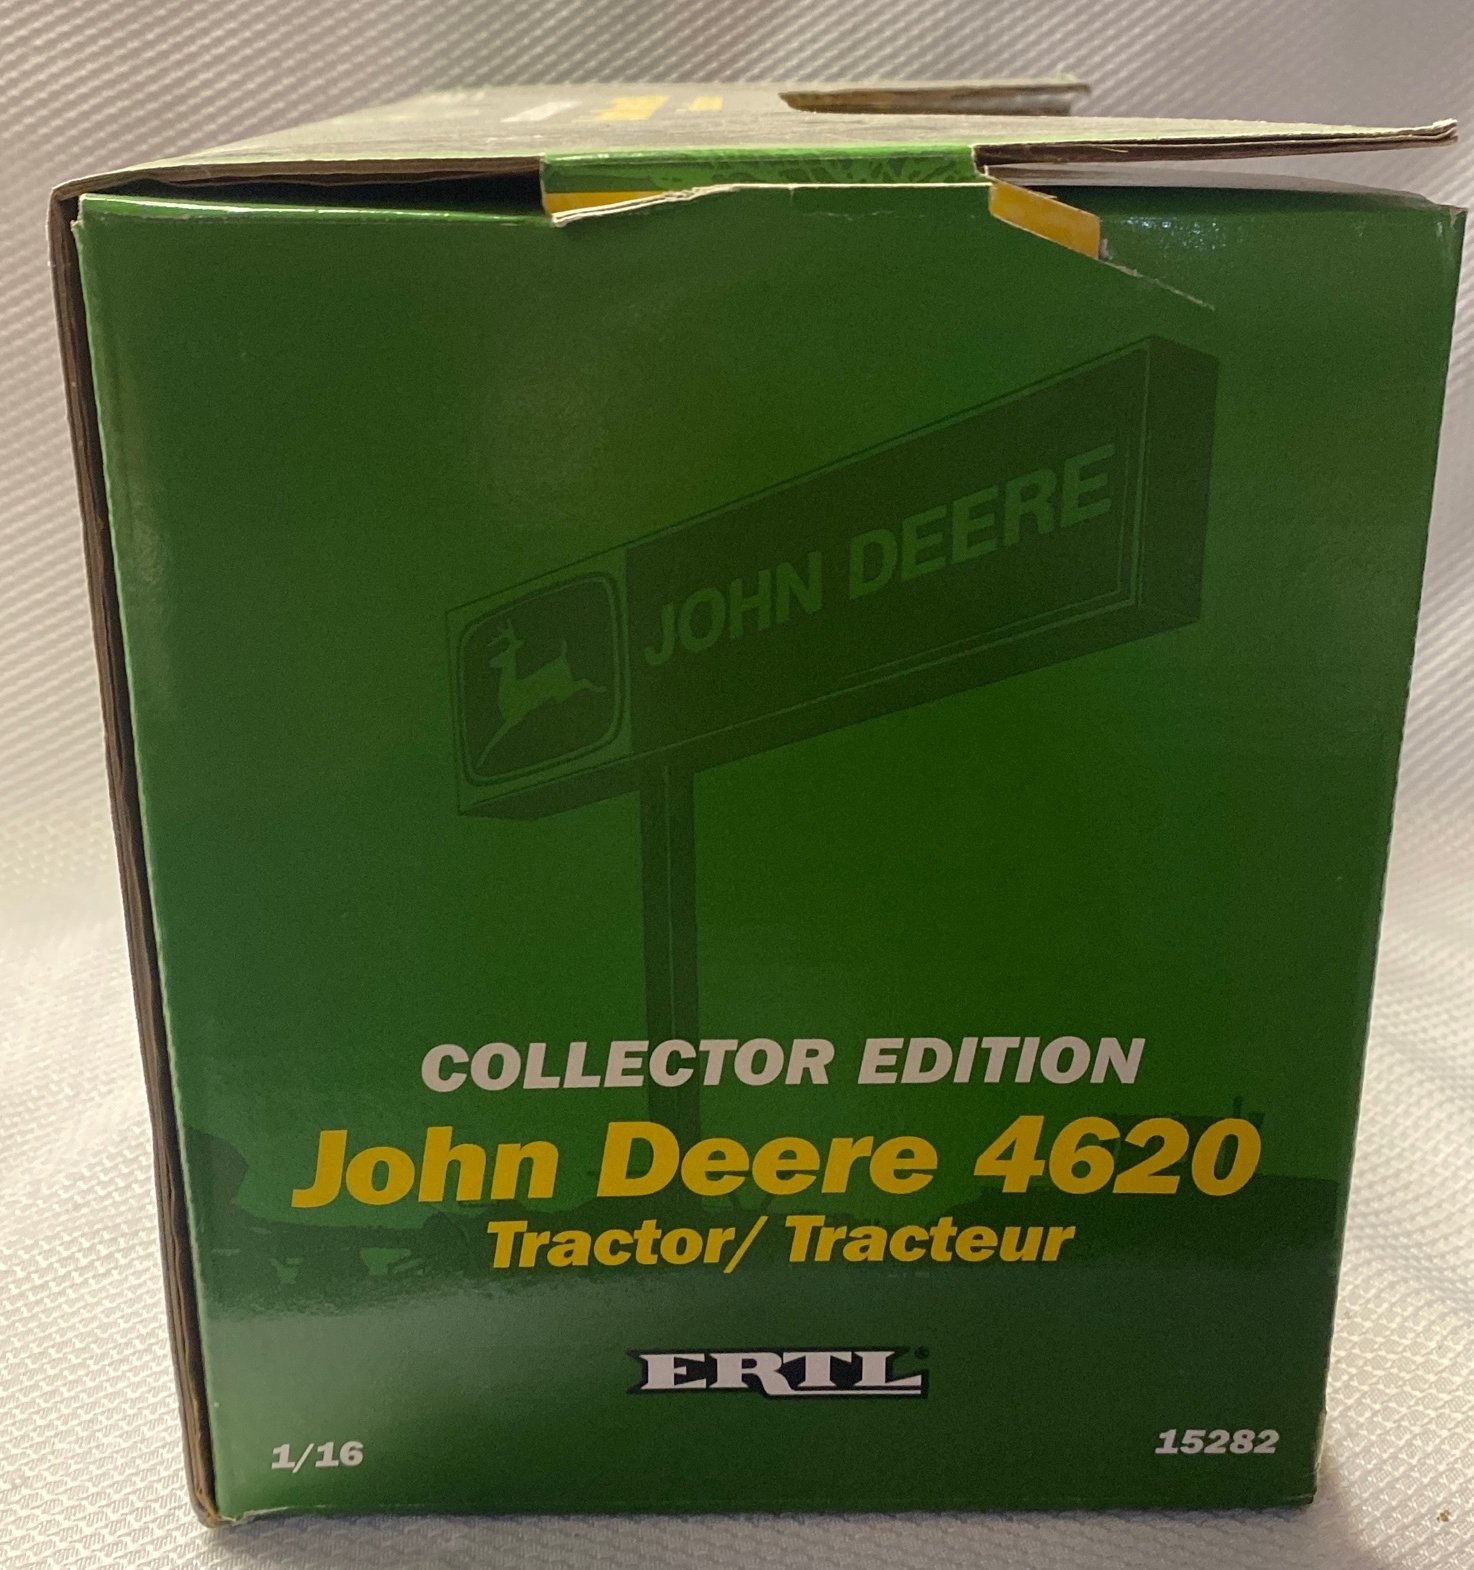 JOHN DEERE
COLLECTOR EDITION
John Deere 4620
Tractor/ Tracteur
ERTL®
1/16
15282